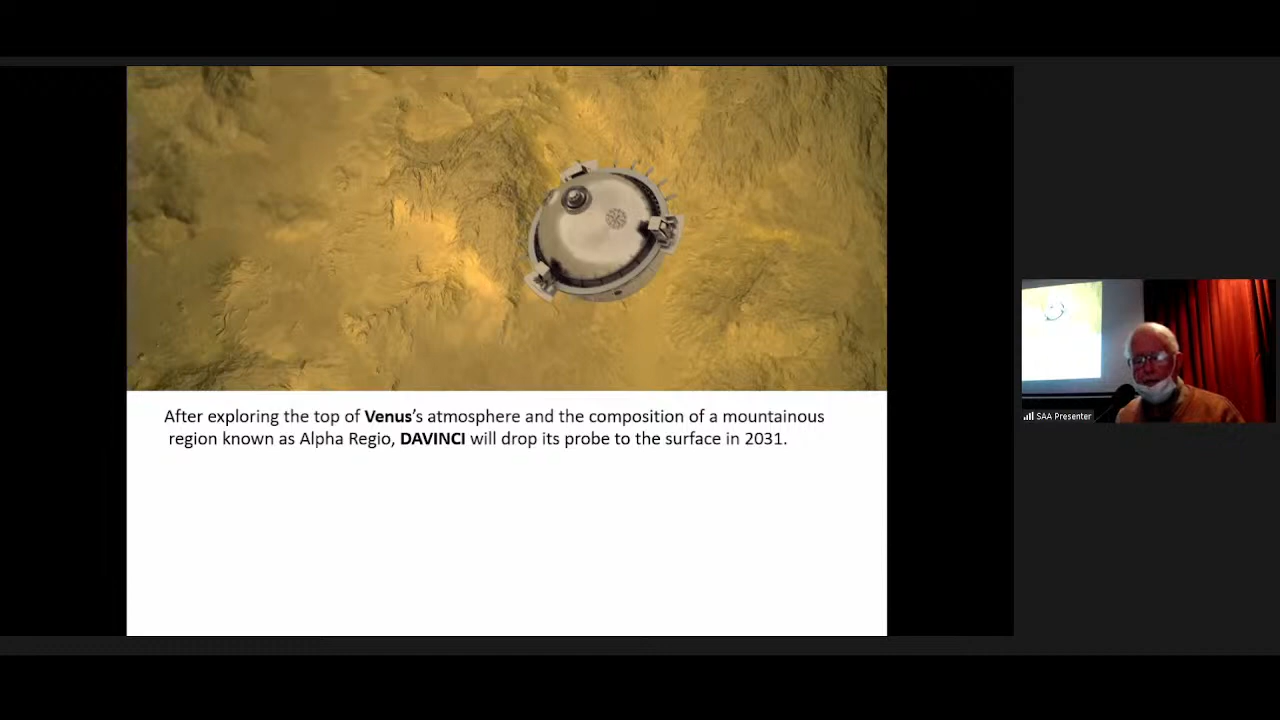 After exploring the top of Venus's atmosphere and the composition of a mountainous
region known as Alpha Regio, DAVINCI will drop its probe to the surface in 2031.
SAA Presenter